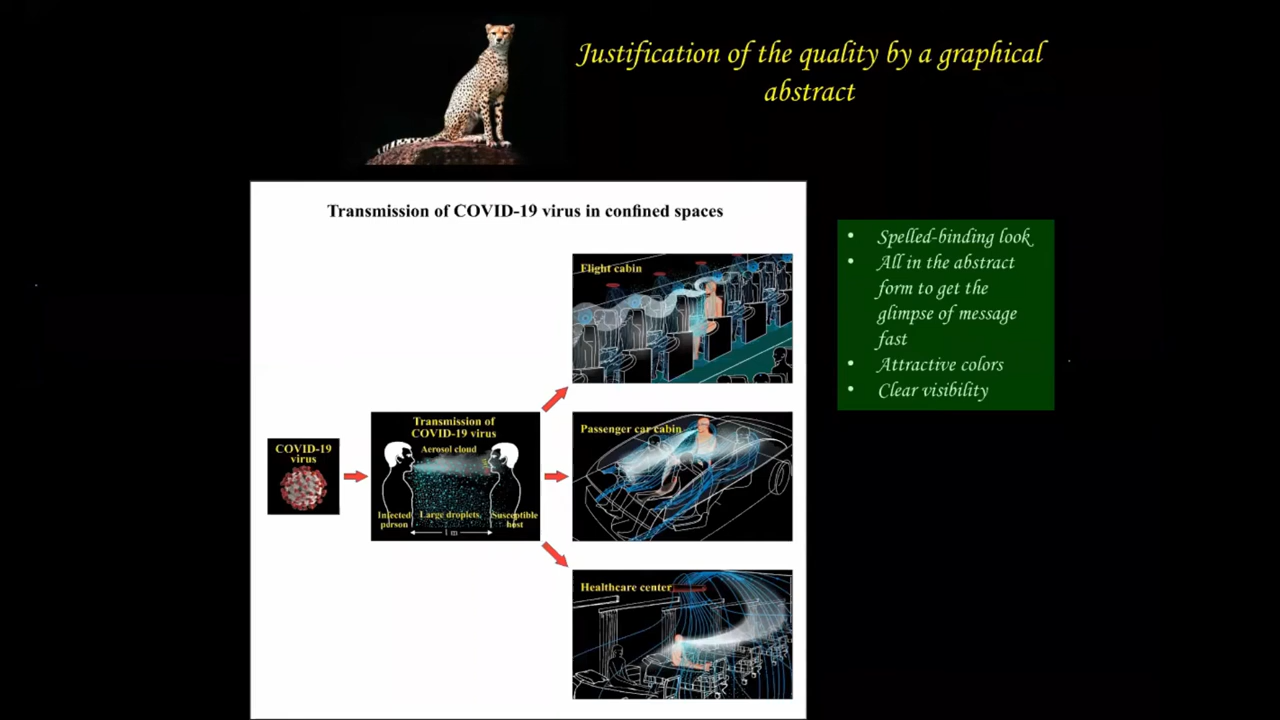 Justification of the quality by a graphical
abstract
Transmission of COVID-19 virus in confined spaces
• Spelled-binding look
• All in the abstract
form to get the
glimpse of message
fast
• Attractive colors
• Clear visibility
Flight cabin
Passenger car cabin
Healthcare center
COVID-19
virus
Transmission of
COVID-19 virus
Aerosol cloud
Infected
person
Large droplets
Susceptible
host
1 m